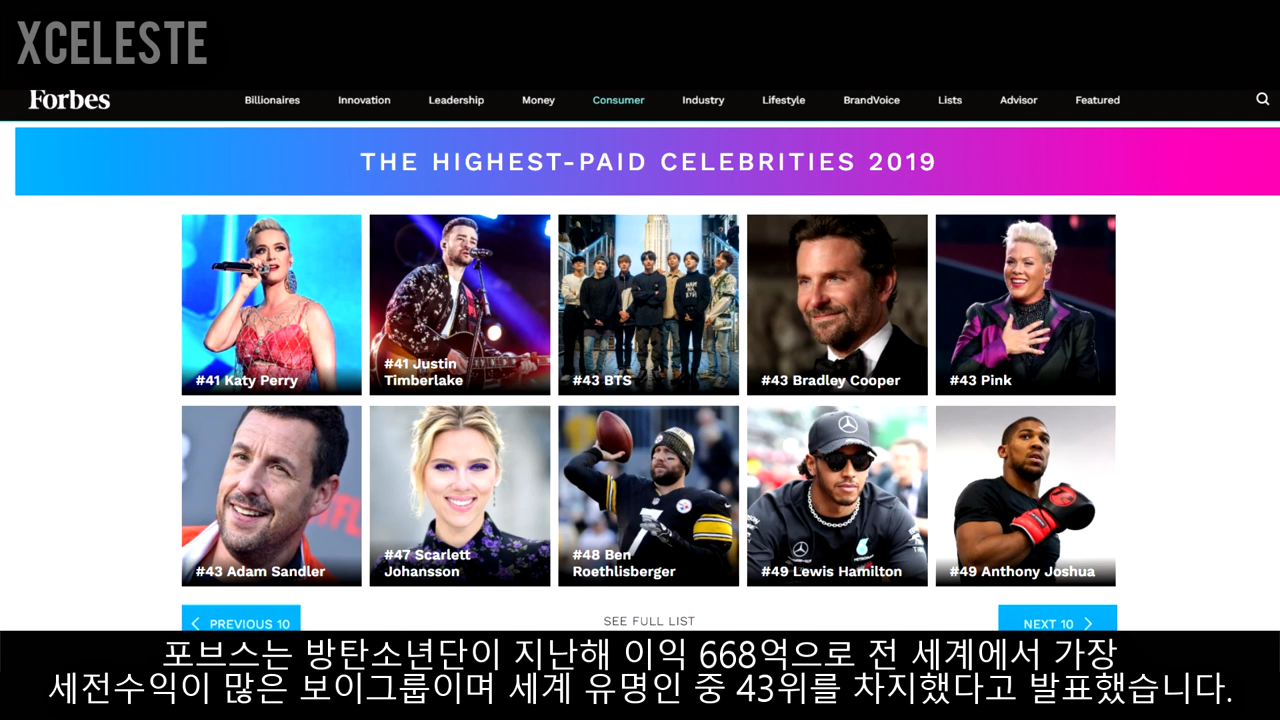 XCELESTE
Forbes
Billionaires Innovation Leadership Money Consumer Industry Lifestyle BrandVoice Lists Advisor Featured
THE HIGHEST-PAID CELEBRITIES 2019
#41 Katy Perry
#41 Justin
Timberlake
#43 BTS
#43 Bradley Cooper
#43 Pink
#43 Adam Sandler
#47 Scarlett
Johansson
#48 Ben
Roethlisberger
#49 Lewis Hamilton
#49 Anthony Joshua
PREVIOUS 10
SEE FULL LIST
NEXT 10
포브스는 방탄소년단이 지난해 이익 668억으로 전 세계에서 가장
세전수익이 많은 보이그룹이며 세계 유명인 중 43위를 차지했다고 발표했습니다.